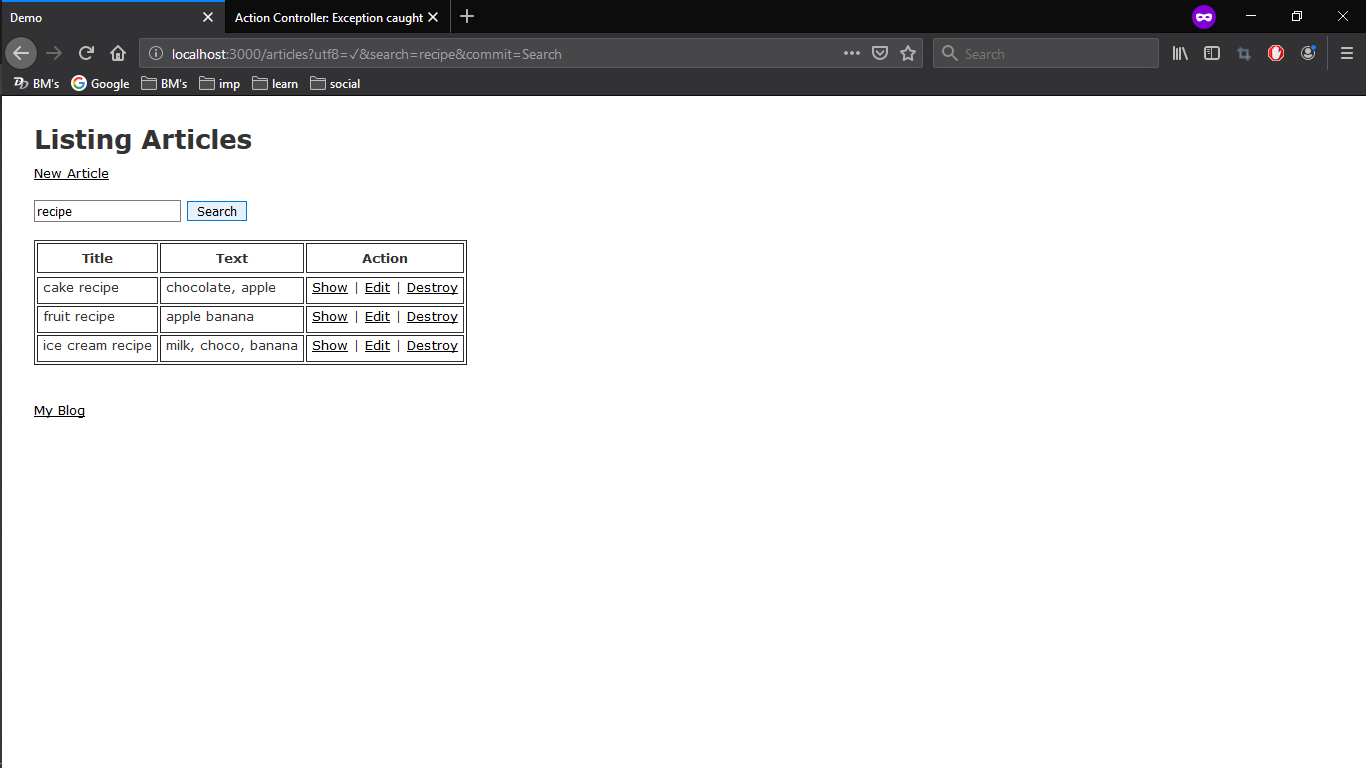 Demo
Action Controller: Exception caught
localhost:3000/articles?utf8=✓&search=recipe&commit=Search
Search
BM's Google BM's imp learn social
Listing Articles
New Article
recipe Search
Title Text Action
cake recipe chocolate, apple Show | Edit | Destroy
fruit recipe apple banana Show | Edit | Destroy
ice cream recipe milk, choco, banana Show | Edit | Destroy
My Blog